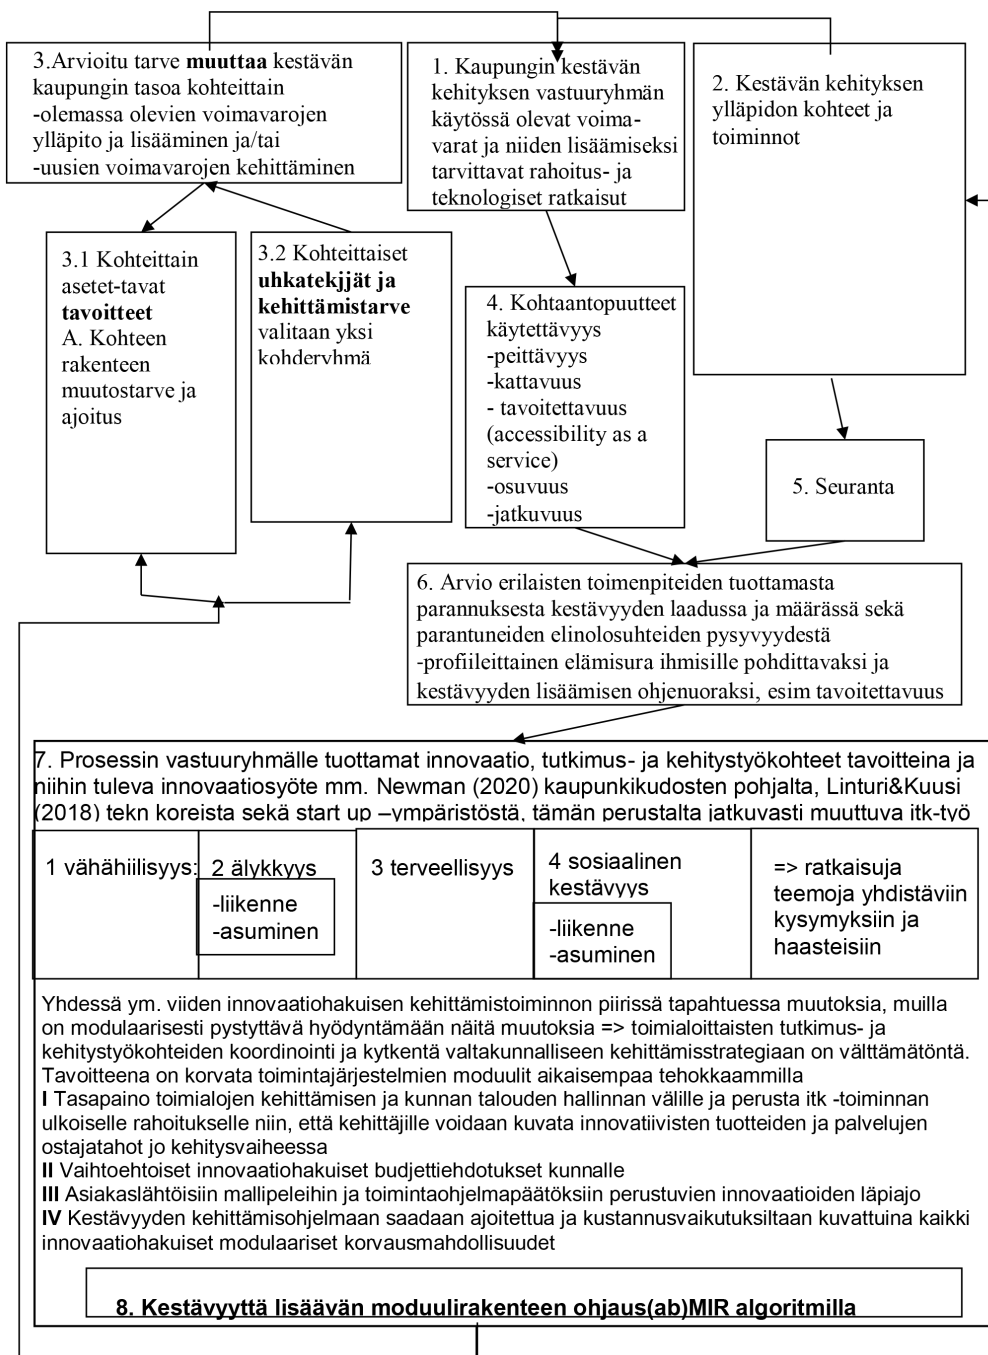 3.Arvioitu tarve muuttaa kestävän
kaupungin tasoa kohteittain
-olemassa olevien voimavarojen
ylläpito ja lisääminen ja/tai
-uusien voimavarojen kehittäminen
1. Kaupungin kestävän
kehityksen vastuuryhmän
käytössä olevat voima-
varat ja niiden lisäämiseksi
tarvittavat rahoitus- ja
teknologiset ratkaisut
2. Kestävän kehityksen
ylläpidon kohteet ja
toiminnot
3.1 Kohteittain
asetet-tavat
tavoitteet
A. Kohteen
rakenteen
muutostarve ja
ajoitus
3.2 Kohteittaiset
uhkatekjjät ja
kehittämistarve
valitaan yksi
kohderyhmä
4. Kohtaantopuutteet
käytettävyys
-peittävyys
-kattavuus
- tavoitettavuus
(accessibility as a
service)
-osuvuus
-jatkuvuus
5. Seuranta
6. Arvio erilaisten toimenpiteiden tuottamasta
parannuksesta kestävyyden laadussa ja määrässä sekä
parantuneiden elinolosuhteiden pysyvyydestä
-profiileittainen elämisura ihmisille pohdittavaksi ja
kestävyyden lisäämisen ohjenuoraksi, esim tavoitettavuus
7. Prosessin vastuuryhmälle tuottamat innovaatio, tutkimus- ja kehitystyökohteet tavoitteina ja
niihin tuleva innovaatiosyöte mm. Newman (2020) kaupunkikudosten pohjalta, Linturi&Kuusi
(2018) tekn koreista sekä start up –ympäristöstä, tämän perustalta jatkuvasti muuttuva itk-työ
1 vähähiilisyys:
2 älykkyys
-liikenne
-asuminen
3 terveellisyys
4 sosiaalinen
kestävyys
-liikenne
-asuminen
=> ratkaisuja
teemoja yhdistäviin
kysymyksiin ja
haasteisiin
Yhdessä ym. viiden innovaatiohakuisen kehittämistoiminnon piirissä tapahtuessa muutoksia, muilla
on modulaarisesti pystyttävä hyödyntämään näitä muutoksia => toimialoittaisten tutkimus- ja
kehitystyökohteiden koordinointi ja kytkentä valtakunnalliseen kehittämisstrategiaan on välttämätöntä.
Tavoitteena on korvata toimintajärjestelmien moduulit aikaisempaa tehokkaammilla
I Tasapaino toimialojen kehittämisen ja kunnan talouden hallinnan välille ja perusta itk -toiminnan
ulkoiselle rahoitukselle niin, että kehittäjille voidaan kuvata innovatiivisten tuotteiden ja palvelujen
ostajatahot jo kehitysvaiheessa
II Vaihtoehtoiset innovaatiohakuiset budjettiehdotukset kunnalle
III Asiakaslähtöisiin mallipeleihin ja toimintaohjelmapäätöksiin perustuvien innovaatioiden läpiajo
IV Kestävyyden kehittämisohjelmaan saadaan ajoitettua ja kustannusvaikutuksiltaan kuvattuina kaikki
innovaatiohakuiset modulaariset korvausmahdollisuudet
8. Kestävyyttä lisäävän moduulirakenteen ohjaus(ab)MIR algoritmilla